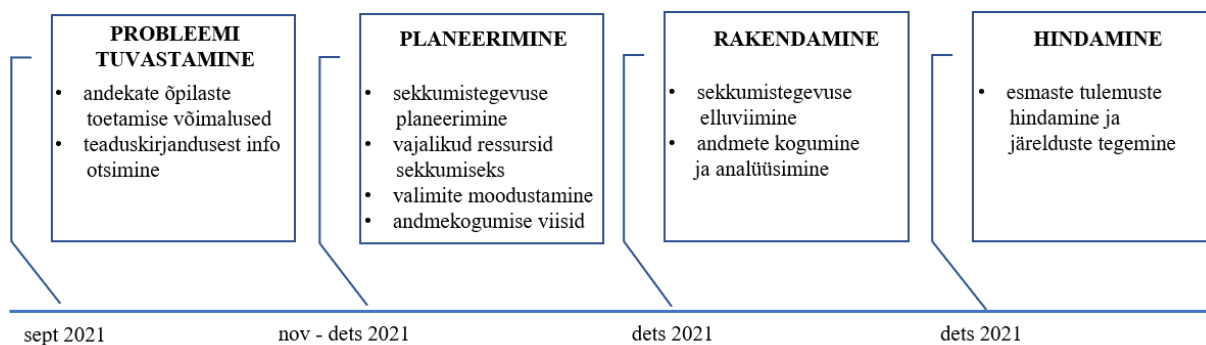 PROBLEEMI
TUVASTAMINE
• andekate õpilaste
toetamise võimalused
• teaduskirjandusest info
otsimine
PLANEERIMINE
• sekkumistegevuse
planeerimine
• vajalikud ressursid
sekkumiseks
• valimite moodustamine
• andmekogumise viisid
RAKENDAMINE
• sekkumistegevuse
elluviimine
• andmete kogumine
ja analüüsimine
HINDAMINE
• esmaste tulemuste
hindamine ja
järelduste tegemine
sept 2021
nov - dets 2021
dets 2021
dets 2021